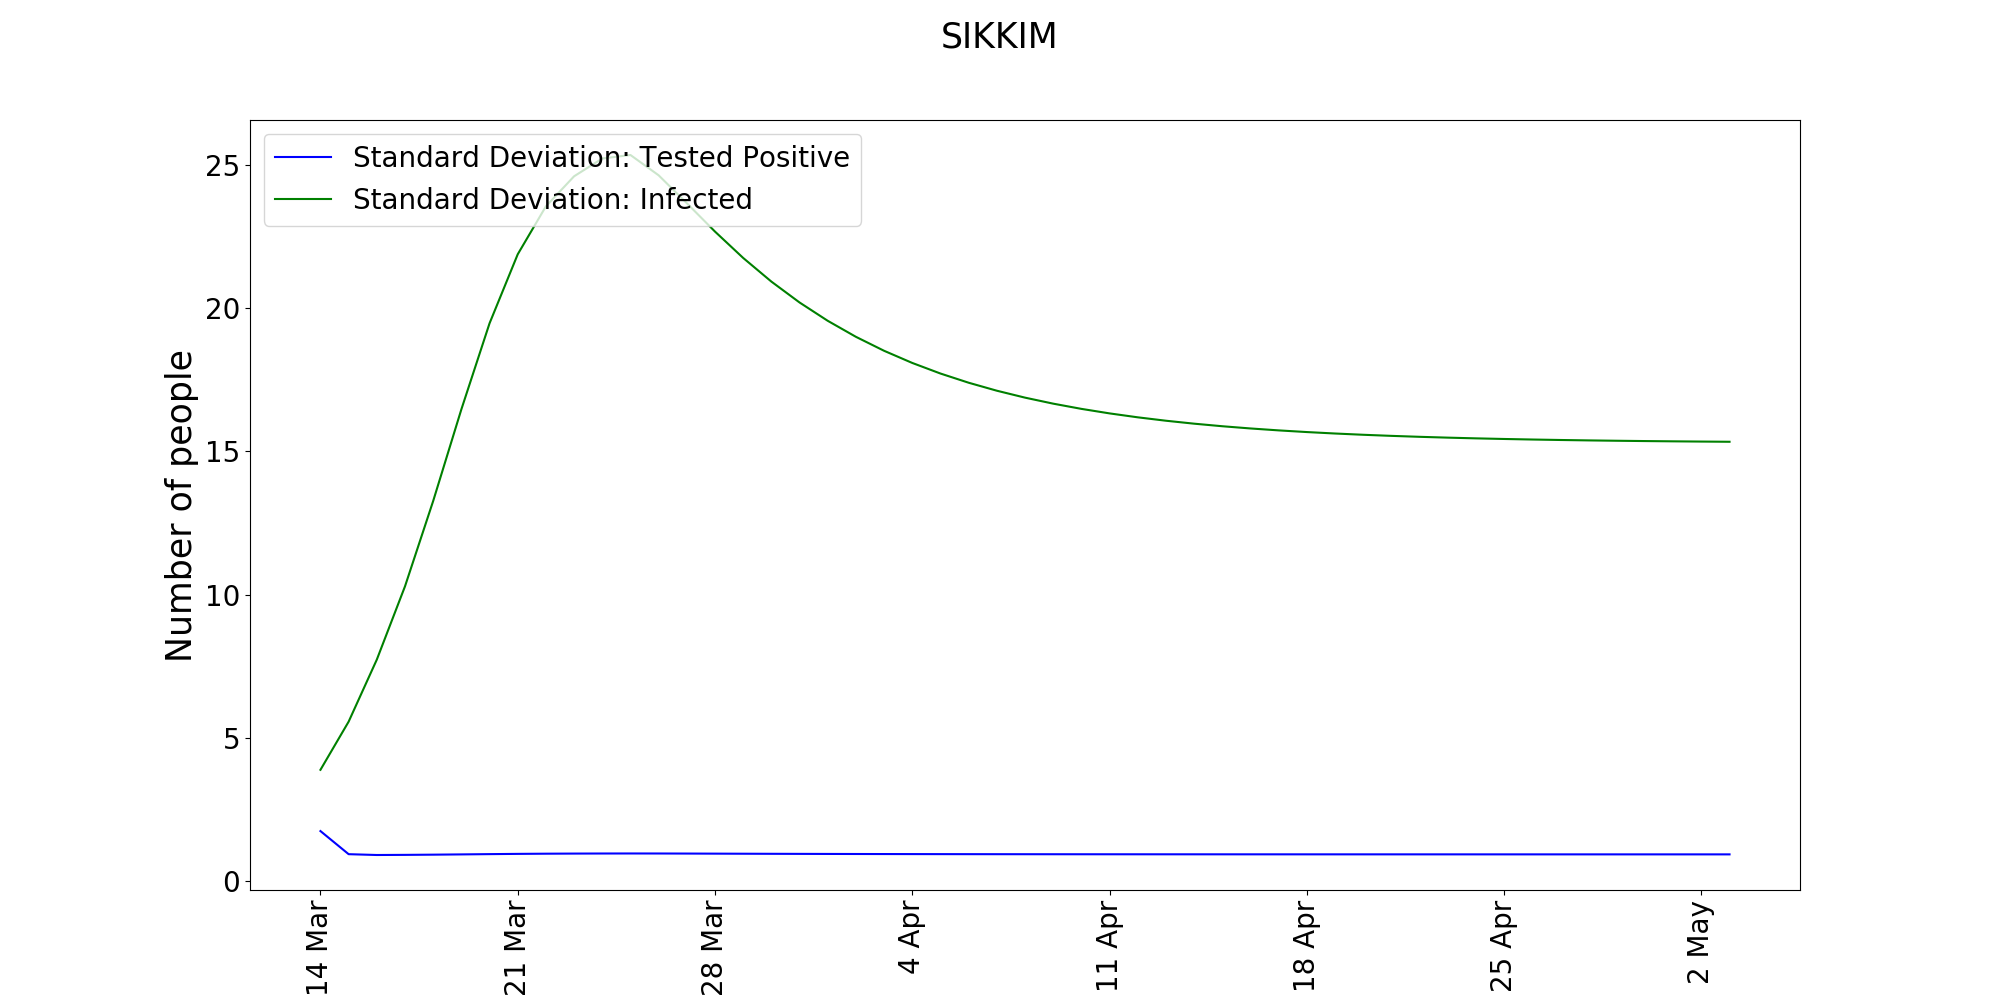 SIKKIM
Standard Deviation: Tested Positive
Standard Deviation: Infected
Number of people
25
20
15
10
5
0
14 Mar
21 Mar
28 Mar
4 Apr
11 Apr
18 Apr
25 Apr
2 May